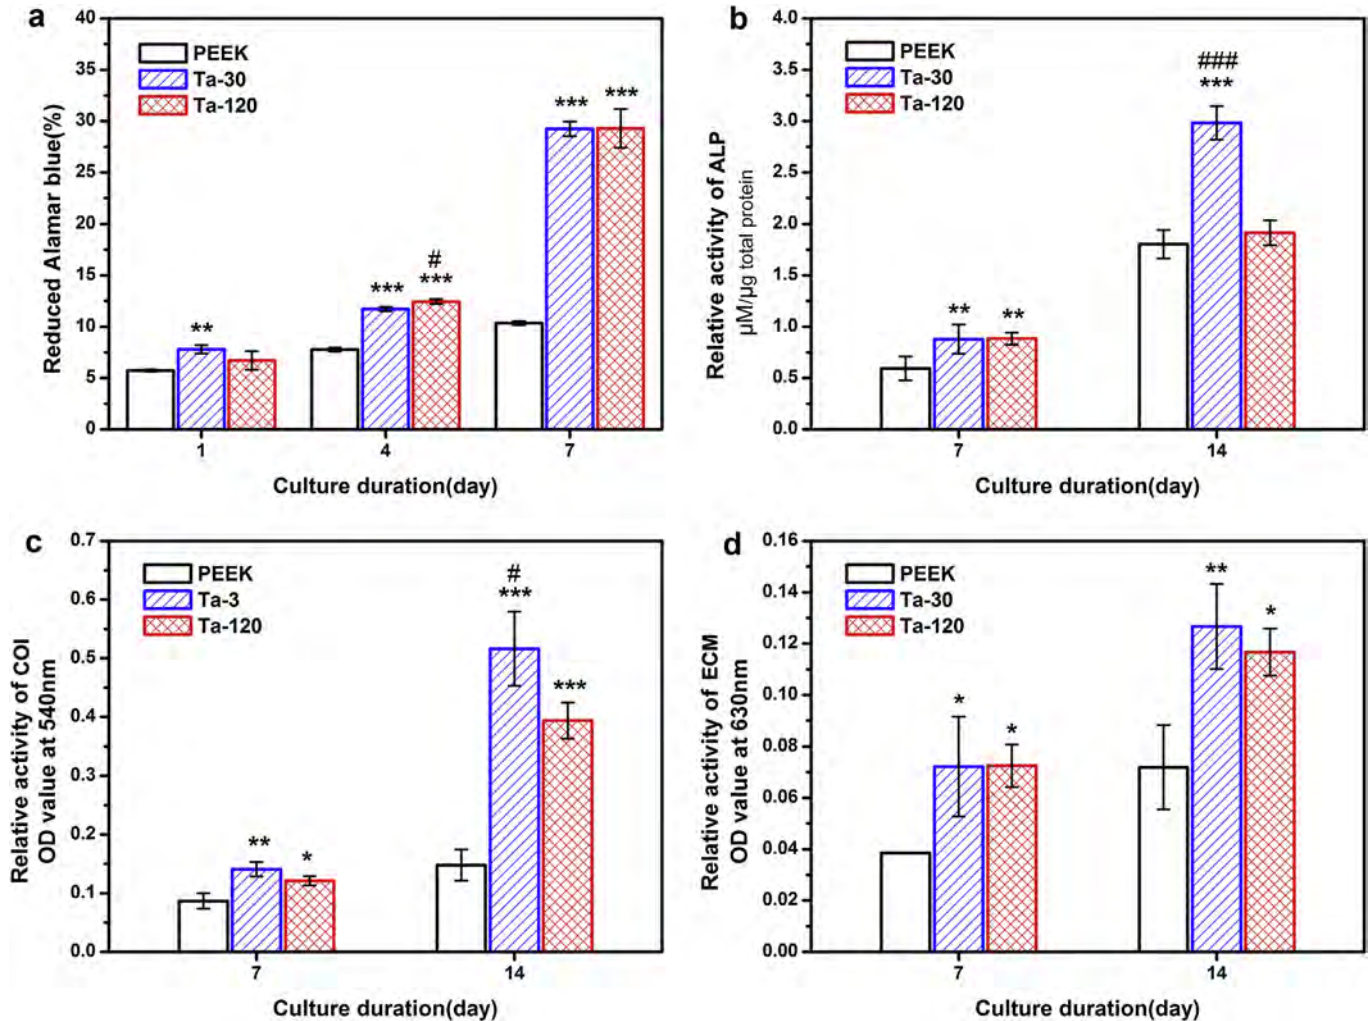 a
Reduced Alamar blue(%)
40
35
30
25
20
15
10
5
0
PEEK
Ta-30
Ta-120
**
***
#
***
***
***
1
4
7
Culture duration(day)
b
Relative activity of ALP
μM/μg total protein
4.0
3.5
3.0
2.5
2.0
1.5
1.0
0.5
0.0
PEEK
Ta-30
Ta-120
**
**
###
***
7
14
Culture duration(day)
c
Relative activity of COI
OD value at 540nm
0.7
0.6
0.5
0.4
0.3
0.2
0.1
0.0
PEEK
Ta-3
Ta-120
**
*
#
***
***
7
14
Culture duration(day)
d
Relative activity of ECM
OD value at 630nm
0.16
0.14
0.12
0.10
0.08
0.06
0.04
0.02
0.00
PEEK
Ta-30
Ta-120
*
*
**
*
7
14
Culture duration(day)